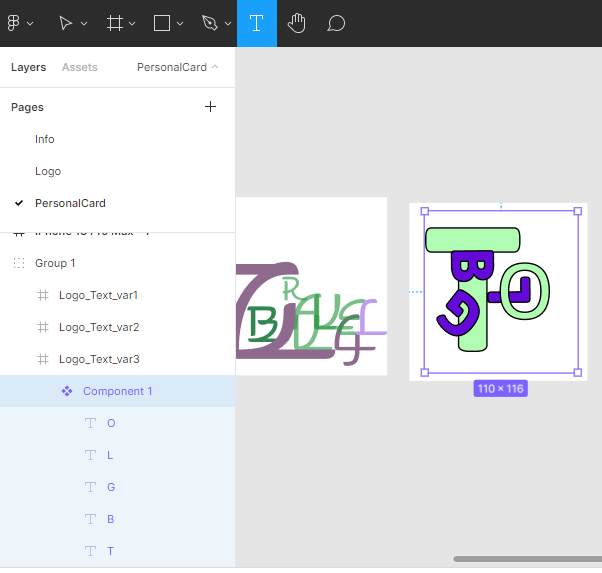 Layers Assets PersonalCard
Pages
Info
Logo
PersonalCard
Group 1
Logo_Text_var1
Logo_Text_var2
Logo_Text_var3
Component 1
O
L
G
B
T
T
B
L
O
G
110 × 116